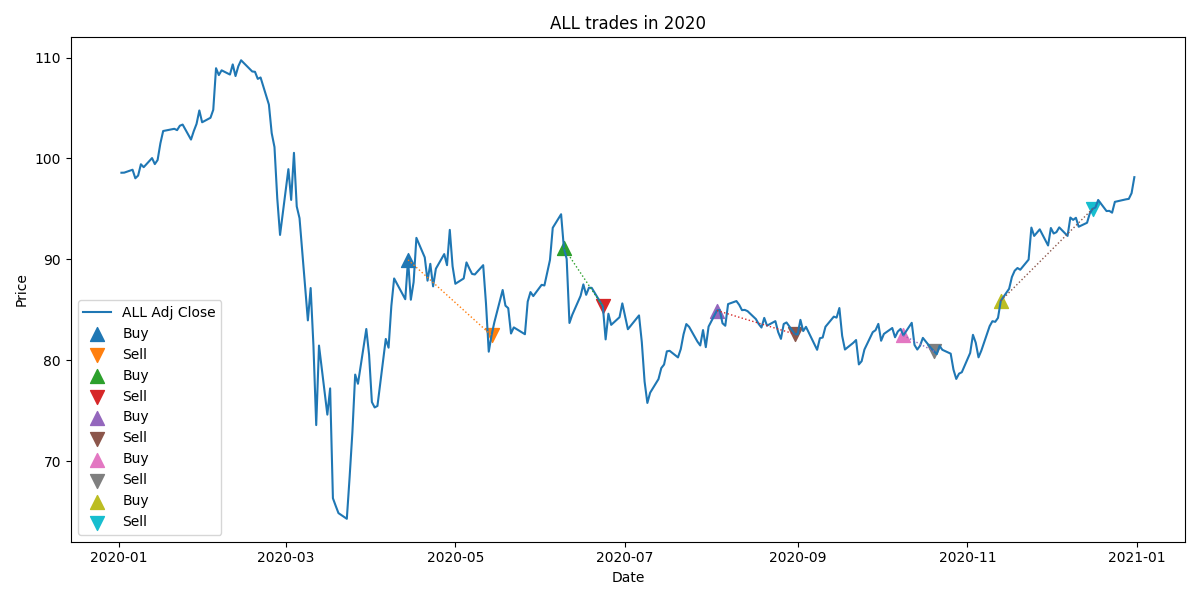 ALL trades in 2020
Price
110
100
90
80
70
ALL Adj Close
Buy
Sell
Buy
Sell
Buy
Sell
Buy
Sell
Buy
Sell
2020-01 2020-03 2020-05 2020-07 2020-09 2020-11 2021-01
Date